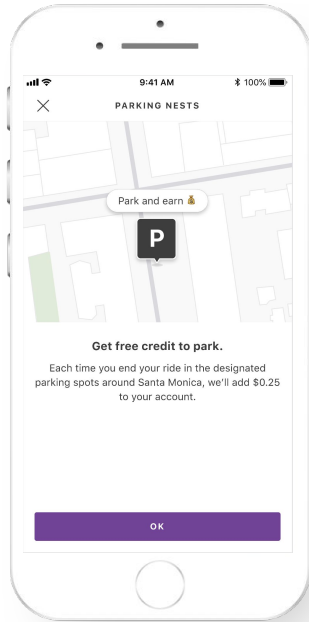 9:41 AM
100%
PARKING NESTS
Park and earn 💰
P
Get free credit to park.
Each time you end your ride in the designated
parking spots around Santa Monica, we'll add $0.25
to your account.
OK